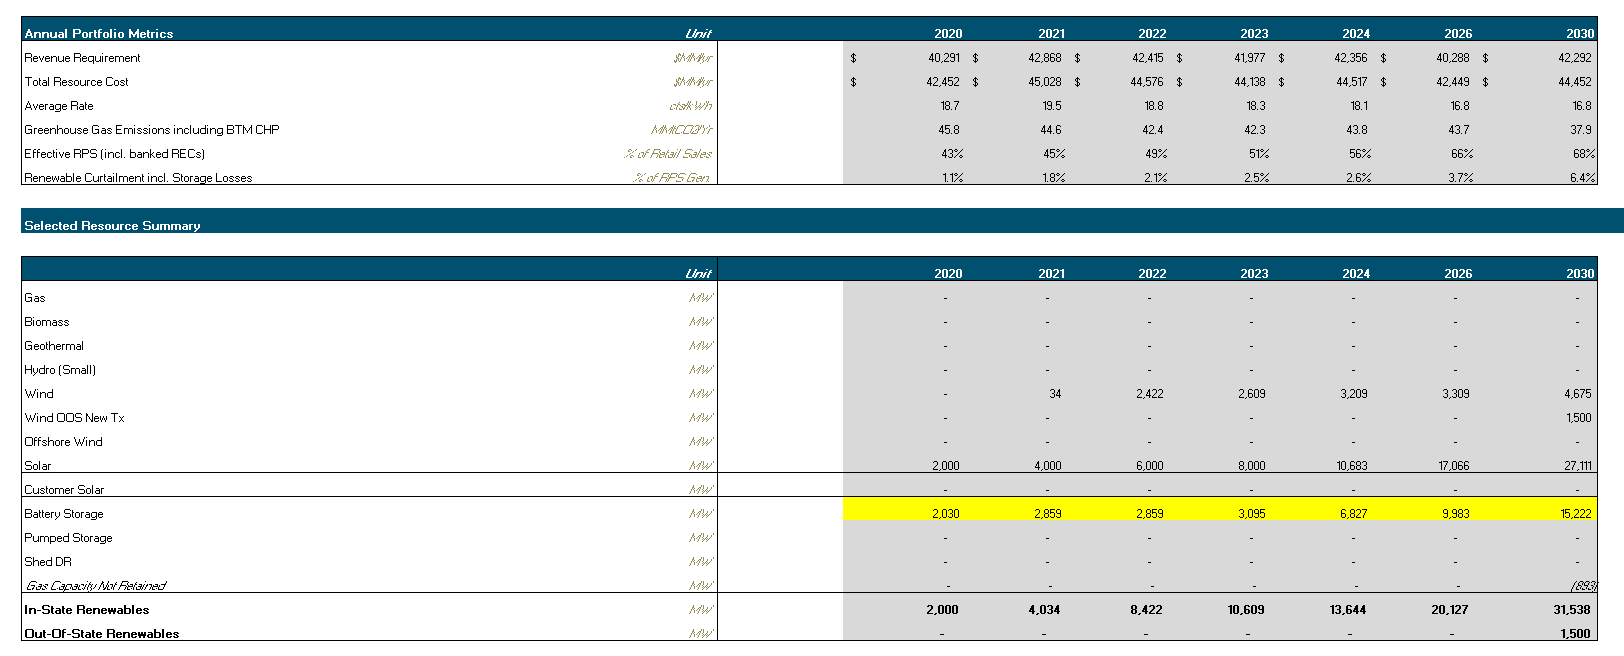 Annual Portfolio Metrics Unit 2020 2021 2022 2023 2024 2026 2030
Revenue Requirement $MM/yr $ 40,291 $ 42,868 $ 42,415 $ 41,977 $ 42,356 $ 40,288 $ 42,292
Total Resource Cost $MM/yr $ 42,452 $ 45,028 $ 44,576 $ 44,138 $ 44,517 $ 42,449 $ 44,452
Average Rate cts/kWh 18.7 19.5 18.8 18.3 18.1 16.8 16.8
Greenhouse Gas Emissions including BTM CHP MMtCO2/Yr 45.8 44.6 42.4 42.3 43.8 43.7 37.9
Effective RPS (incl. banked RECs) % of Retail Sales 43% 45% 49% 51% 56% 66% 68%
Renewable Curtailment incl. Storage Losses % of RPS Gen. 1.1% 1.8% 2.1% 2.5% 2.6% 3.7% 6.4%
Selected Resource Summary
Unit 2020 2021 2022 2023 2024 2026 2030
Gas MW - - - - - - -
Biomass MW - - - - - - -
Geothermal MW - - - - - - -
Hydro (Small) MW - - - - - - -
Wind MW - 34 2,422 2,609 3,209 3,309 4,675
Wind OOS New Tx MW - - - - - - 1,500
Offshore Wind MW - - - - - - -
Solar MW 2,000 4,000 6,000 8,000 10,683 17,066 27,111
Customer Solar MW - - - - - - -
Battery Storage MW 2,030 2,859 2,859 3,095 6,827 9,983 15,222
Pumped Storage MW - - - - - - -
Shed DR MW - - - - - - -
Gas Capacity Not Retained MW - - - - - - (893)
In-State Renewables MW 2,000 4,034 8,422 10,609 13,644 20,127 31,538
Out-Of-State Renewables MW - - - - - - 1,500